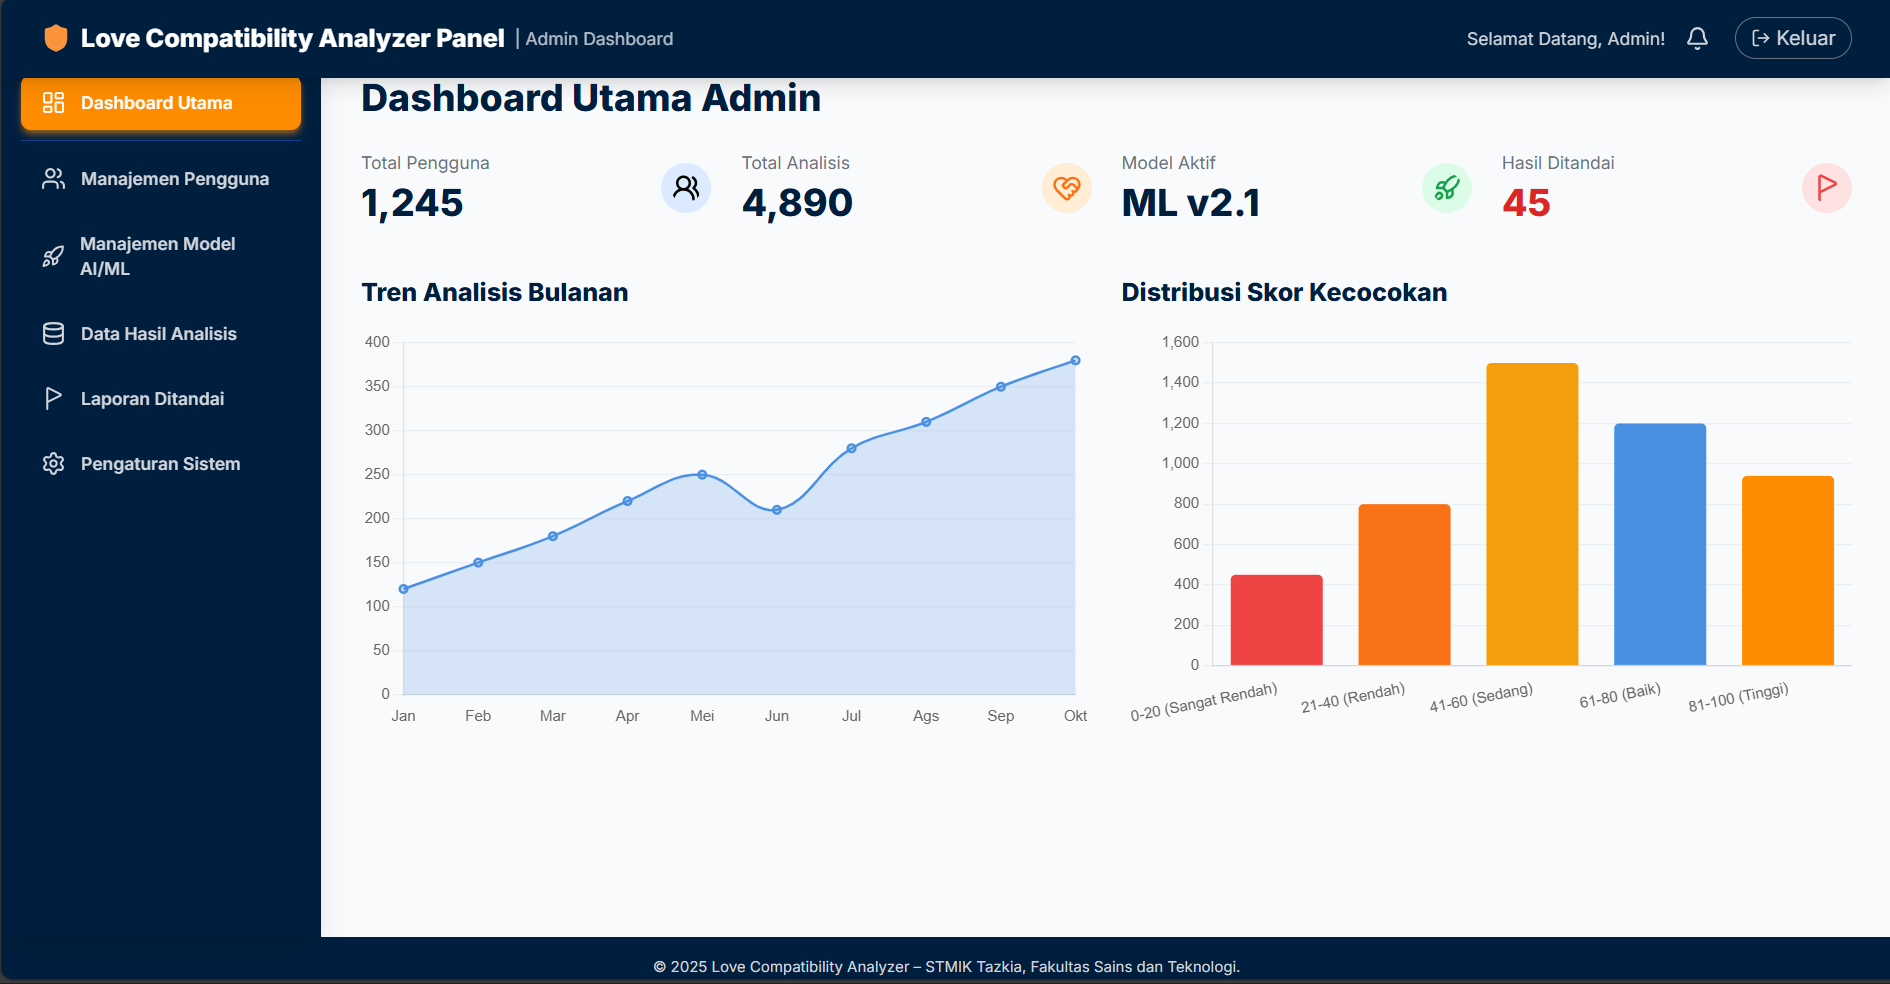 Love Compatibility Analyzer Panel | Admin Dashboard
Selamat Datang, Admin!
Keluar
Dashboard Utama
Manajemen Pengguna
Manajemen Model
AI/ML
Data Hasil Analisis
Laporan Ditandai
Pengaturan Sistem
Dashboard Utama Admin
Total Pengguna
1,245
Total Analisis
4,890
Model Aktif
ML v2.1
Hasil Ditandai
45
Tren Analisis Bulanan
400
350
300
250
200
150
100
50
0
Jan Feb Mar Apr Mei Jun Jul Ags Sep Okt
Distribusi Skor Kecocokan
1,600
1,400
1,200
1,000
800
600
400
200
0
0-20 (Sangat Rendah)
21-40 (Rendah)
41-60 (Sedang)
61-80 (Baik)
81-100 (Tinggi)
© 2025 Love Compatibility Analyzer – STMIK Tazkia, Fakultas Sains dan Teknologi.